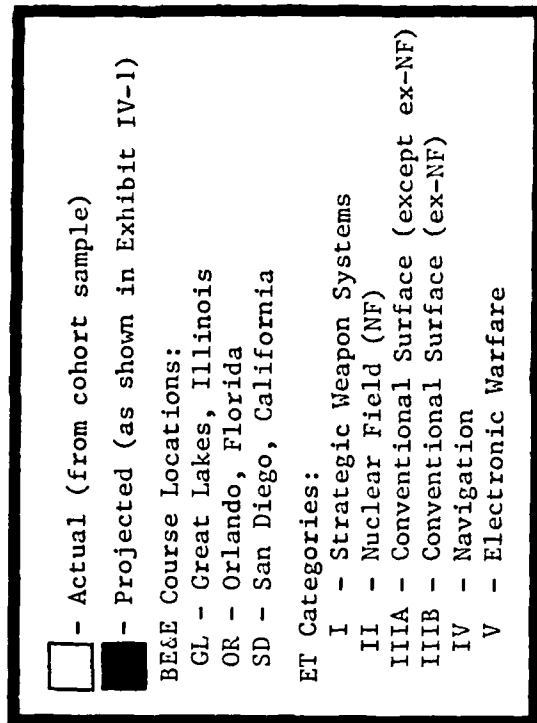 - Actual (from cohort sample)
- Projected (as shown in Exhibit IV-1)
BE&E Course Locations:
GL - Great Lakes, Illinois
OR - Orlando, Florida
SD - San Diego, California
ET Categories:
I - Strategic Weapon Systems
II - Nuclear Field (NF)
IIIA - Conventional Surface (except ex-NF)
IIIB - Conventional Surface (ex-NF)
IV - Navigation
V - Electronic Warfare